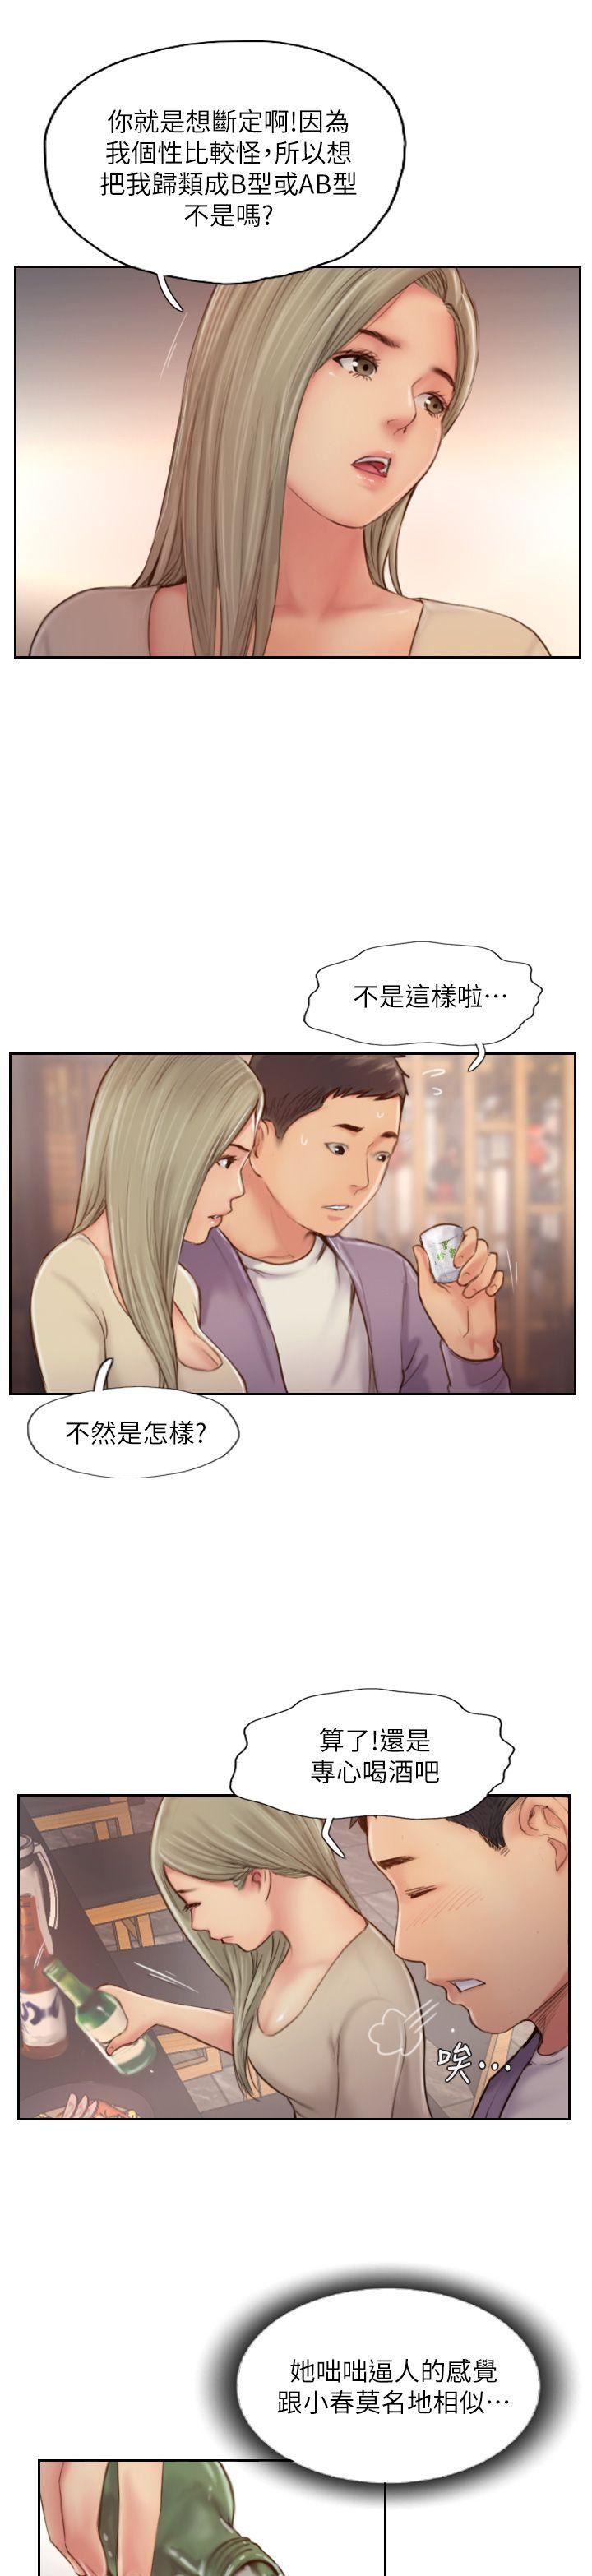 你就是想斷定啊!因為
我個性比較怪,所以想
把我歸類成B型或AB型
不是嗎?
不是這樣啦…
不然是怎樣?
算了!還是
專心喝酒吧
唉…
她咄咄逼人的感覺
跟小春莫名地相似…